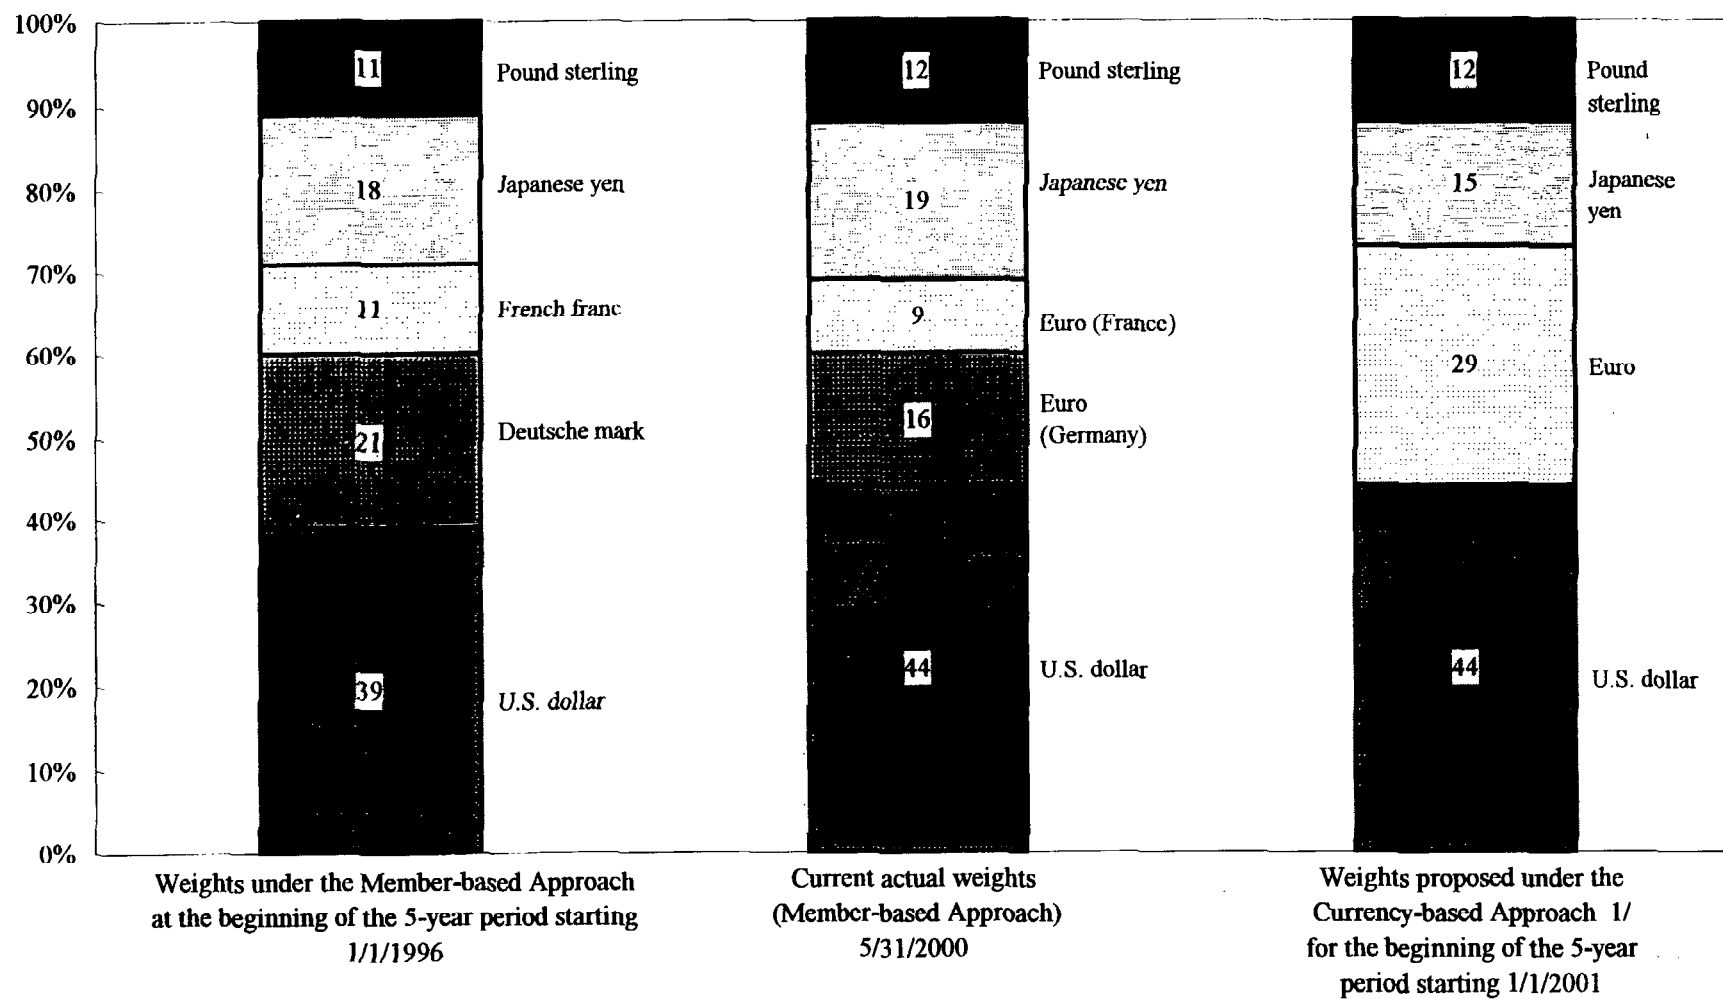 100%
90%
80%
70%
60%
50%
40%
30%
20%
10%
0%
11
Pound sterling
18
Japanese yen
11
French franc
21
Deutsche mark
39
U.S. dollar
Weights under the Member-based Approach
at the beginning of the 5-year period starting
1/1/1996
12
Pound sterling
19
Japanese yen
9
Euro (France)
16
Euro
(Germany)
44
U.S. dollar
Current actual weights
(Member-based Approach)
5/31/2000
12
Pound
sterling
15
Japanese
yen
29
Euro
44
U.S. dollar
Weights proposed under the
Currency-based Approach 1/
for the beginning of the 5-year
period starting 1/1/2001